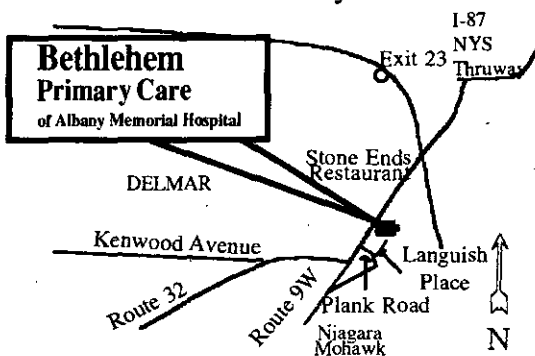 I-87
NYS
Thruway
Exit 23
Bethlehem
Primary Care
of Albany Memorial Hospital
Stone Ends
Restaurant
DELMAR
Kenwood Avenue
Languish
Place
Route 32
Route 9W
Plank Road
Niagara
Mohawk
N